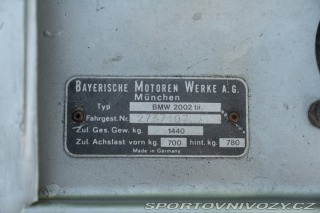 BAYERISCHE MOTOREN WERKE A.G.
München
Typ BMW 2002 tii
Fahrgest.Nr. 2757107
Zul. Ges. Gew. kg. 1440
Zul. Achslast vorn kg. 700 hint. kg. 780
Made in Germany
SPORTOVNIVOZY.CZ